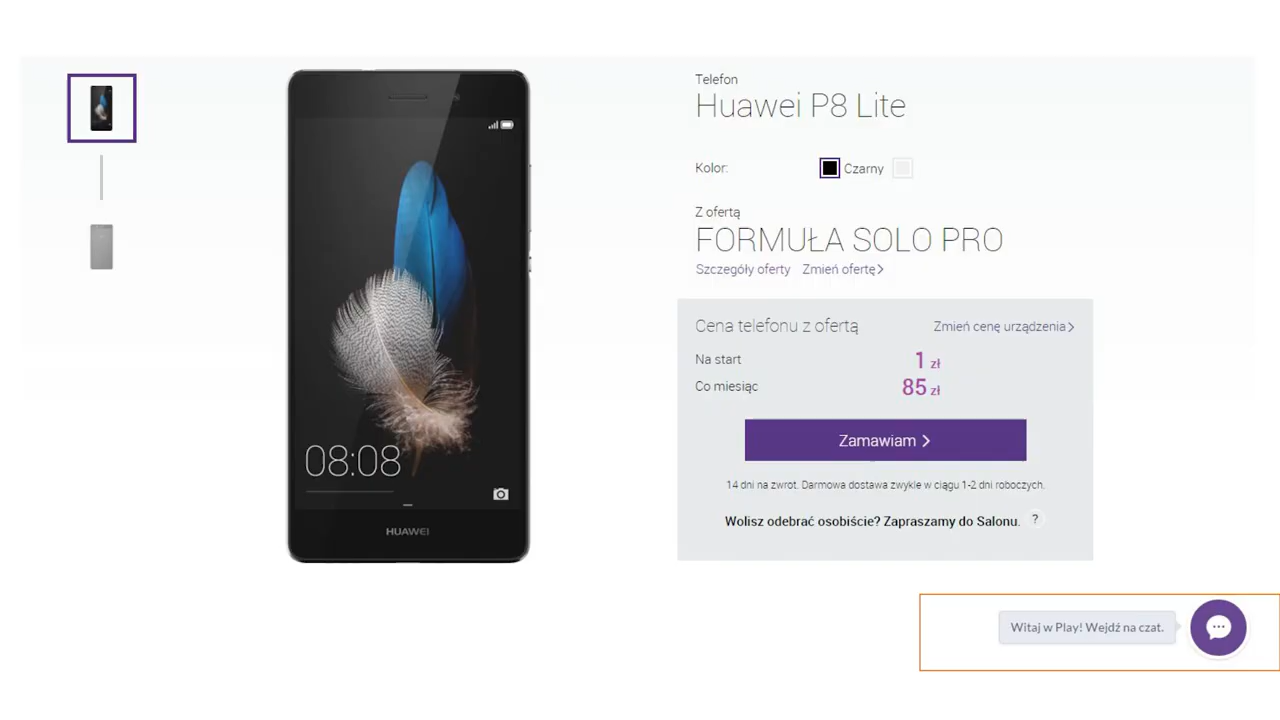 Telefon
Huawei P8 Lite
Kolor: Czarny
Z ofertą
FORMUŁA SOLO PRO
Szczegóły oferty Zmień ofertę
Cena telefonu z ofertą Zmień cenę urządzenia
Na start 1 zł
Co miesiąc 85 zł
Zamawiam
14 dni na zwrot. Darmowa dostawa zwykle w ciągu 1-2 dni roboczych.
Wolisz odebrać osobiście? Zapraszamy do Salonu. ?
08:08
HUAWEI
Witaj w Play! Wejdź na czat.